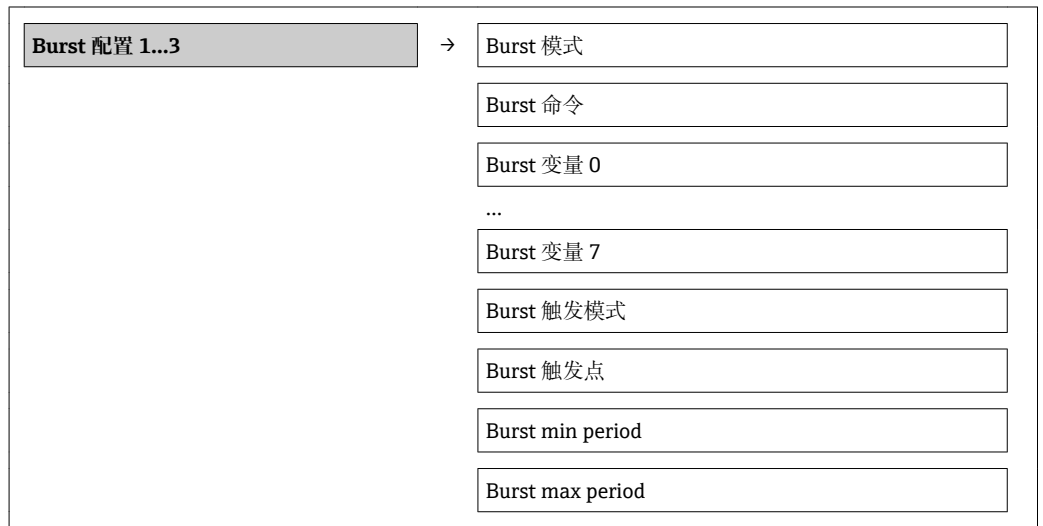 Burst 配置 1...3 → Burst 模式
Burst 命令
Burst 变量 0
...
Burst 变量 7
Burst 触发模式
Burst 触发点
Burst min period
Burst max period